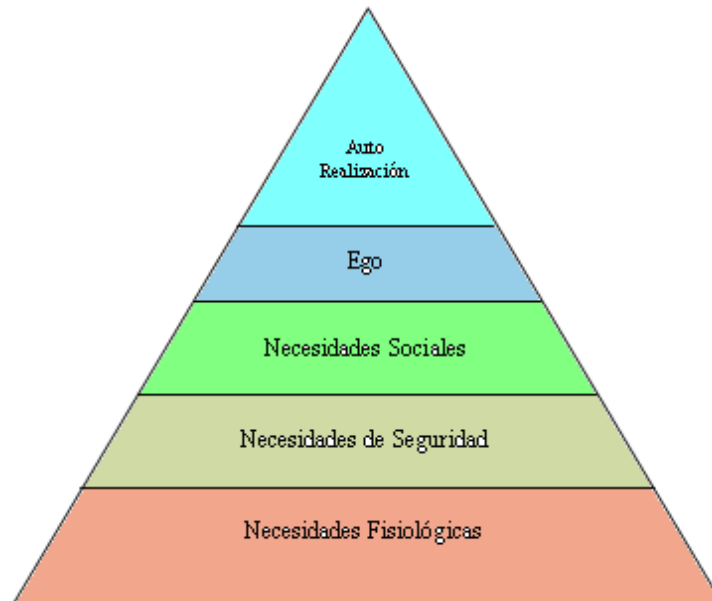 Auto
Realización
Ego
Necesidades Sociales
Necesidades de Seguridad
Necesidades Fisiológicas